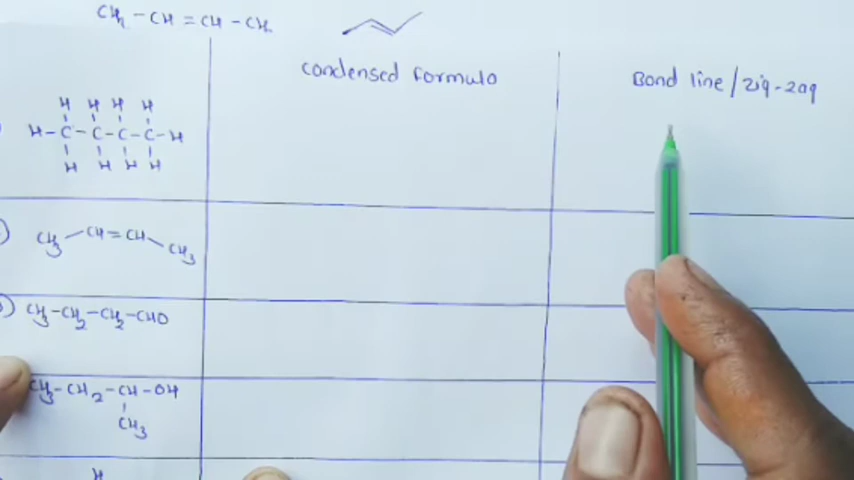 CH3 - CH = CH - CH3
condensed formula
Bond line / zig-zag
H H H H
H - C - C - C - C - H
H H H H
CH3 - CH = CH - CH3
CH3 - CH2 - CH2 - CHO
CH3 - CH2 - CH - OH
CH3
H